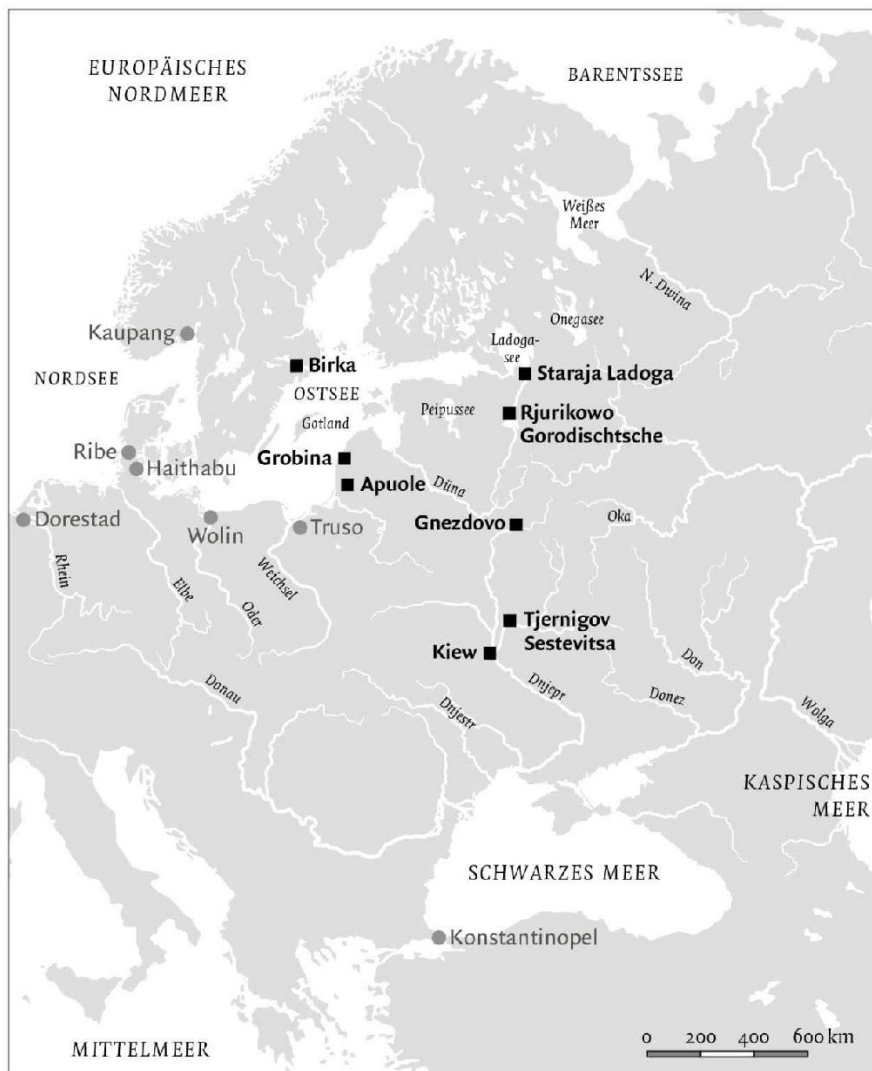 EUROPÄISCHES
NORDMEER
BARENTSSEE
Weißes
Meer
N. Dwina
Onegasee
Ladoga-
see
Kaupang
Birka
Staraja Ladoga
NORDSEE
OSTSEE
Gotland
Peipussee
Rjurikowo
Gorodischtsche
Ribe
Haithabu
Grobina
Apuole
Düna
Dorestad
Wolin
Truso
Gnezdovo
Oka
Rhein
Elbe
Oder
Weichsel
Tjernigov
Sestevitsa
Kiew
Donau
Dnjestr
Dnjepr
Donez
Don
Wolga
KASPISCHES
MEER
SCHWARZES MEER
Konstantinopel
MITTELMEER
0 200 400 600 km